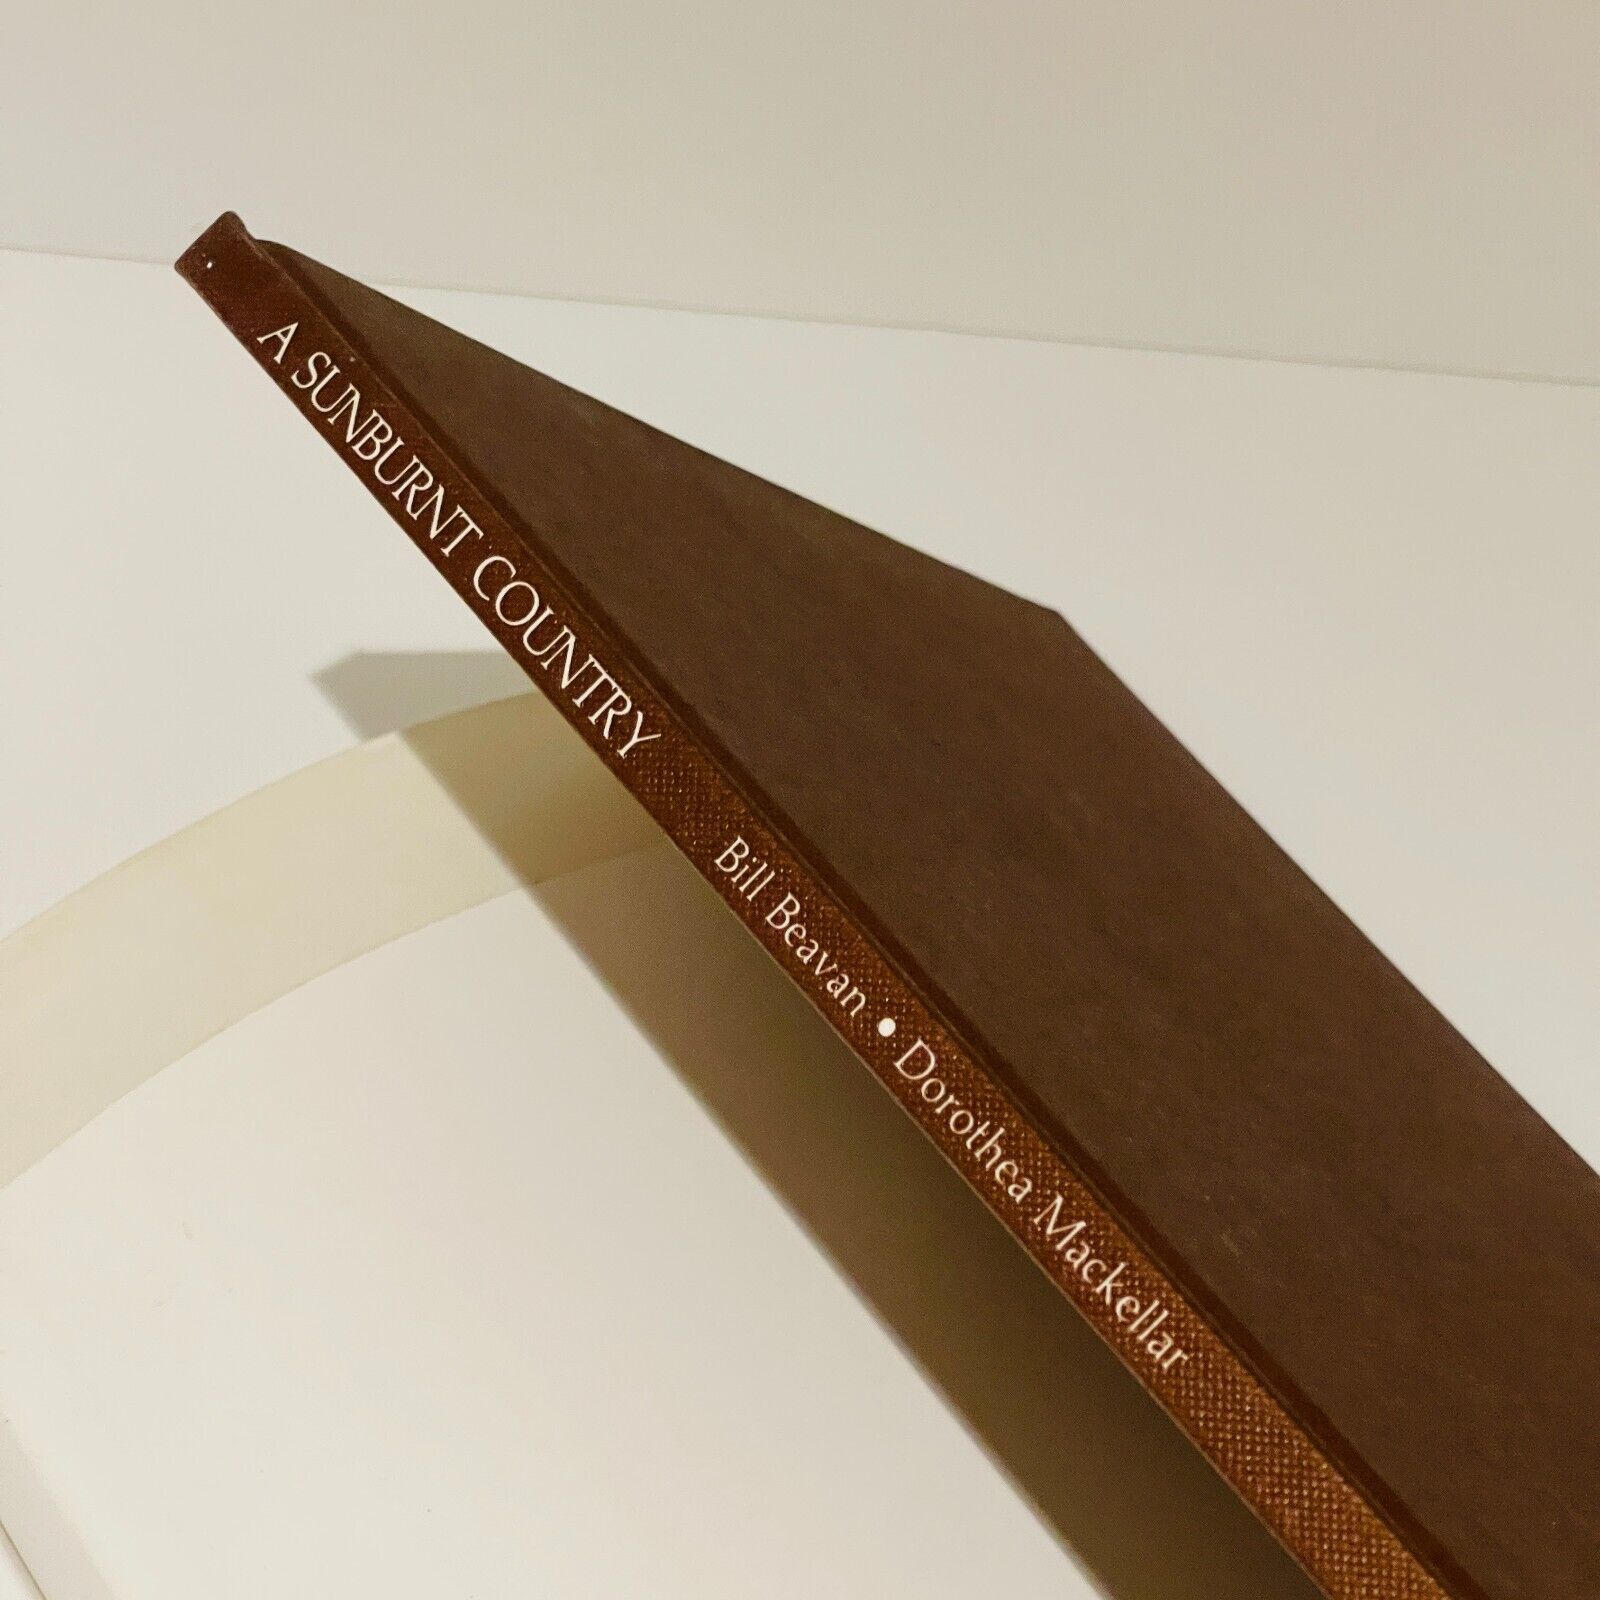 A SUNBURNT COUNTRY Bill Beavan • Dorothea Mackellar